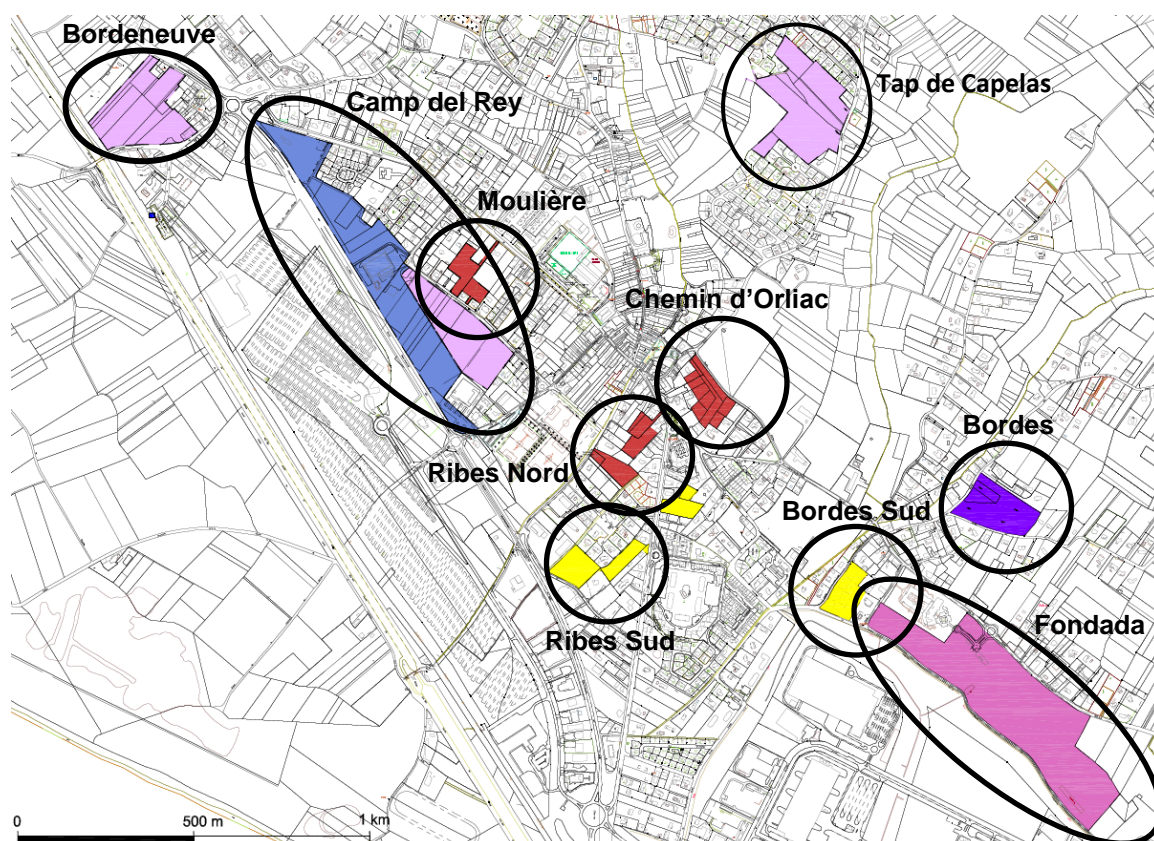 Bordeneuve
Tap de Capelas
Camp del Rey
Moulière
Chemin d'Orliac
Bordes
Ribes Nord
Bordes Sud
Fondada
Ribes Sud
0 500 m 1 km